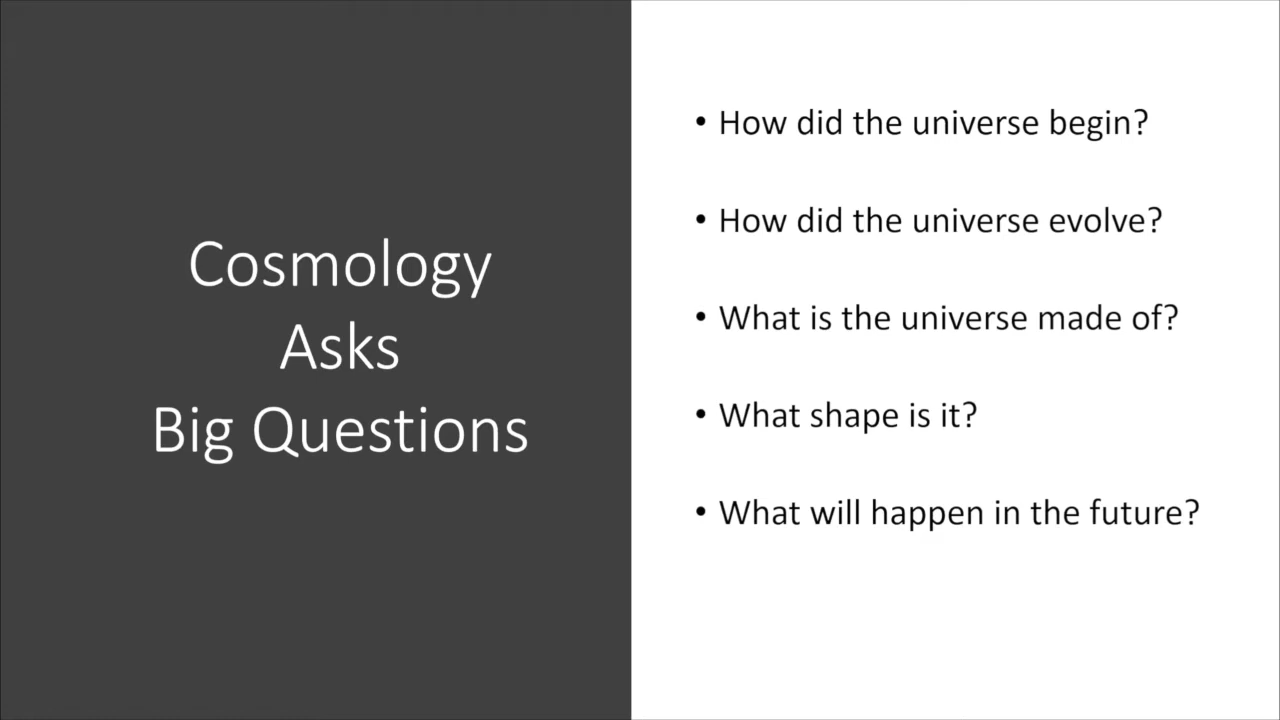 Cosmology
Asks
Big Questions
• How did the universe begin?
• How did the universe evolve?
• What is the universe made of?
• What shape is it?
• What will happen in the future?